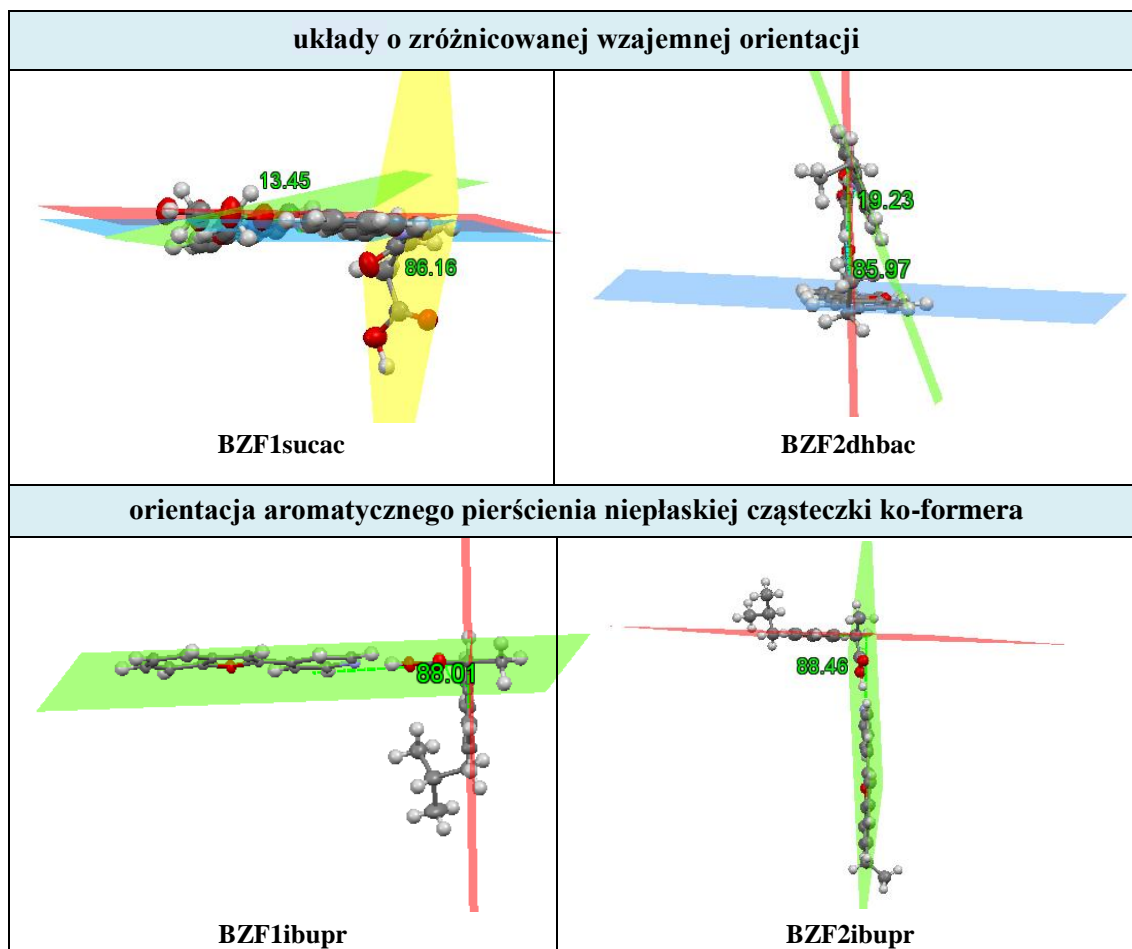 układy o zróżnicowanej wzajemnej orientacji
13.45
86.16
BZF1sucac
19.23
85.97
BZF2dhbac
orientacja aromatycznego pierścienia niepłaskiej cząsteczki ko-formera
88.01
BZF1ibupr
88.46
BZF2ibupr